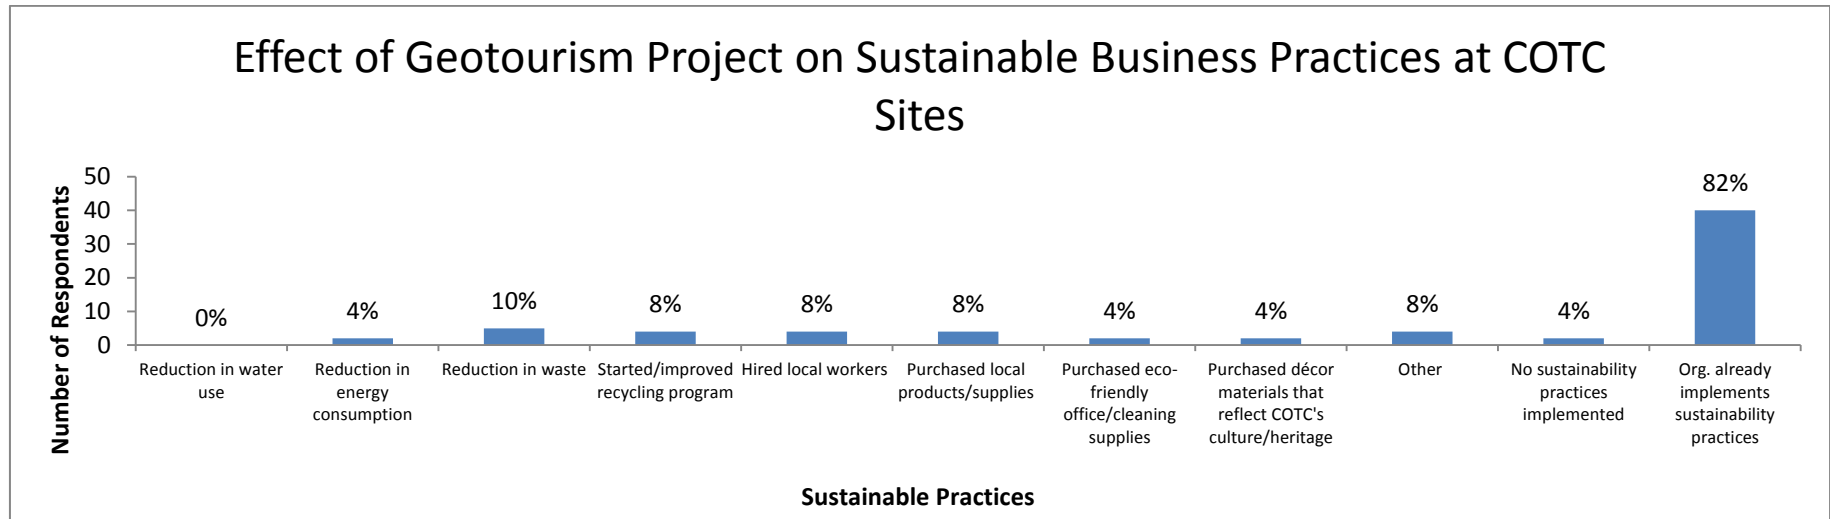 Effect of Geotourism Project on Sustainable Business Practices at COTC
Sites
Number of Respondents
50
40
30
20
10
0
0%
4%
10%
8%
8%
8%
4%
4%
8%
4%
82%
Reduction in water
use
Reduction in
energy
consumption
Reduction in waste
Started/improved
recycling program
Hired local workers
Purchased local
products/supplies
Purchased eco-
friendly
office/cleaning
supplies
Purchased décor
materials that
reflect COTC's
culture/heritage
Other
No sustainability
practices
implemented
Org. already
implements
sustainability
practices
Sustainable Practices